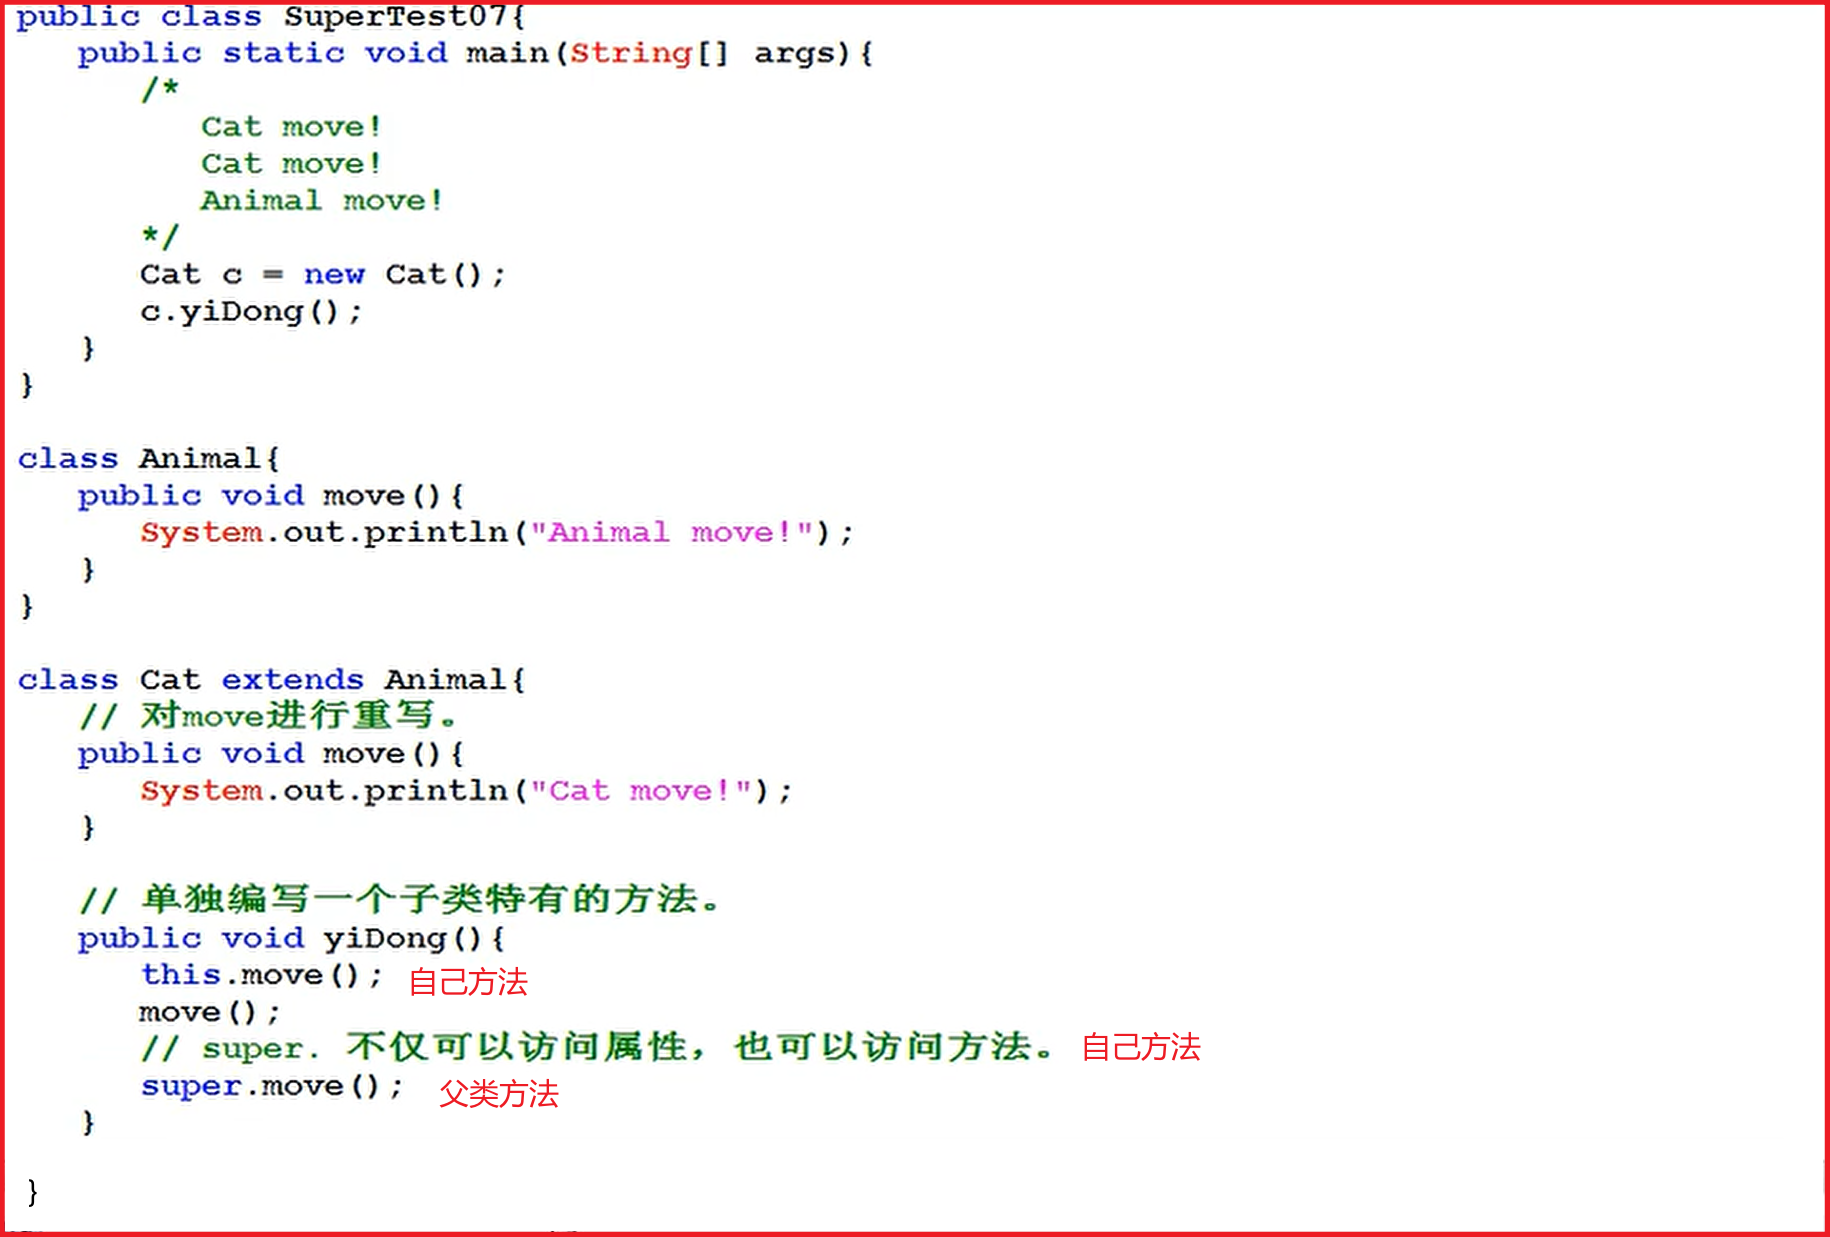 public class SuperTest07{
public static void main(String[] args){
/*
Cat move!
Cat move!
Animal move!
*/
Cat c = new Cat();
c.yiDong();
}
}
class Animal{
public void move(){
System.out.println("Animal move!");
}
}
class Cat extends Animal{
// 对move进行重写。
public void move(){
System.out.println("Cat move!");
}
// 单独编写一个子类特有的方法。
public void yiDong(){
this.move(); 自己方法
move();
// super. 不仅可以访问属性，也可以访问方法。 自己方法
super.move(); 父类方法
}
}